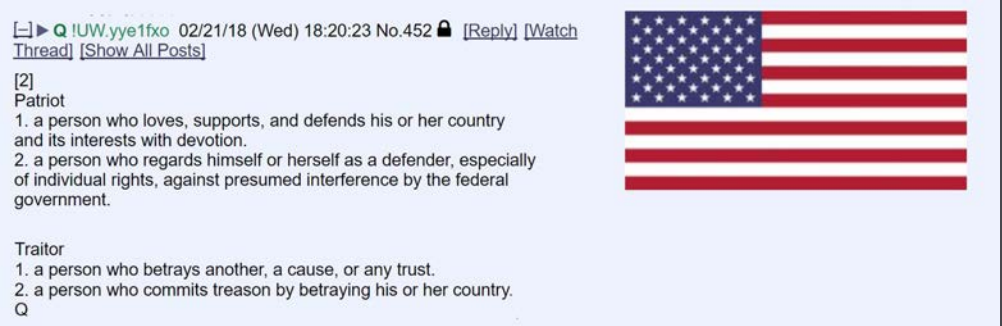 [–]▶ Q !UW.yye1fxo 02/21/18 (Wed) 18:20:23 No.452 [Reply] [Watch
Thread] [Show All Posts]
[2]
Patriot
1. a person who loves, supports, and defends his or her country
and its interests with devotion.
2. a person who regards himself or herself as a defender, especially
of individual rights, against presumed interference by the federal
government.
Traitor
1. a person who betrays another, a cause, or any trust.
2. a person who commits treason by betraying his or her country.
Q